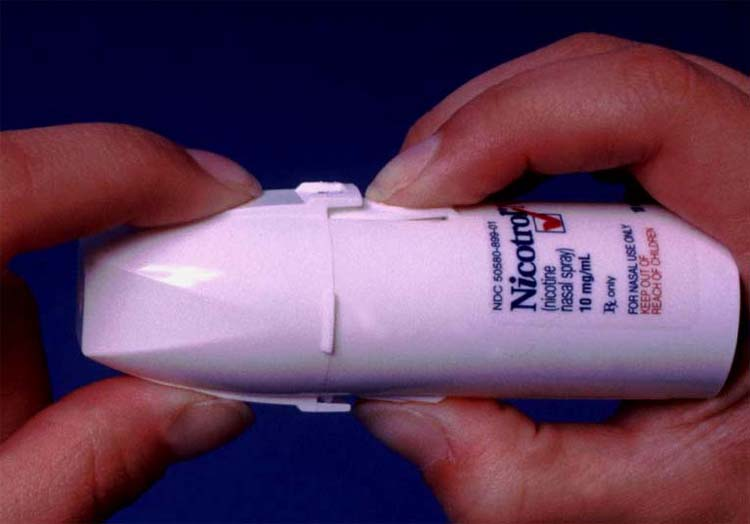 NDC 50580-899-01
Nicotrol
(nicotine
nasal spray)
10 mg/mL
Rx only
FOR NASAL USE ONLY
KEEP OUT OF
REACH OF CHILDREN